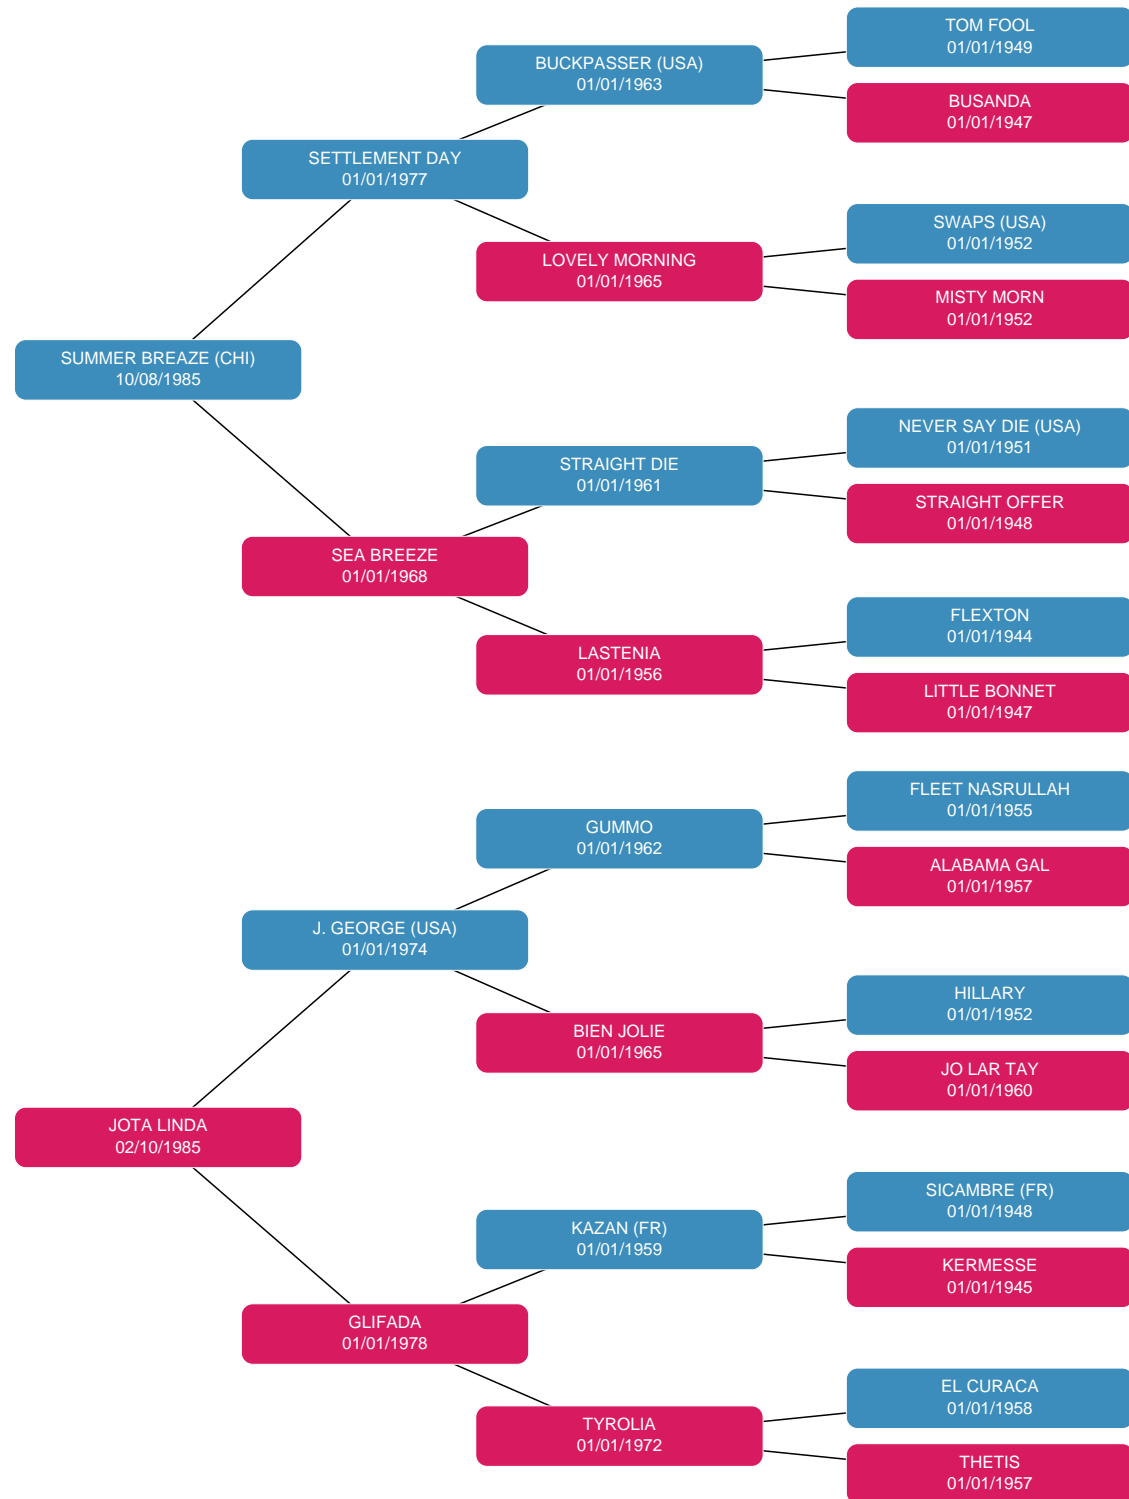 TOM FOOL
01/01/1949
BUCKPASSER (USA)
01/01/1963
BUSANDA
01/01/1947
SETTLEMENT DAY
01/01/1977
SWAPS (USA)
01/01/1952
LOVELY MORNING
01/01/1965
MISTY MORN
01/01/1952
SUMMER BREAZE (CHI)
10/08/1985
NEVER SAY DIE (USA)
01/01/1951
STRAIGHT DIE
01/01/1961
STRAIGHT OFFER
01/01/1948
SEA BREEZE
01/01/1968
FLEXTON
01/01/1944
LASTENIA
01/01/1956
LITTLE BONNET
01/01/1947
FLEET NASRULLAH
01/01/1955
GUMMO
01/01/1962
ALABAMA GAL
01/01/1957
J. GEORGE (USA)
01/01/1974
HILLARY
01/01/1952
BIEN JOLIE
01/01/1965
JO LAR TAY
01/01/1960
JOTA LINDA
02/10/1985
SICAMBRE (FR)
01/01/1948
KAZAN (FR)
01/01/1959
KERMESSE
01/01/1945
GLIFADA
01/01/1978
EL CURACA
01/01/1958
TYROLIA
01/01/1972
THETIS
01/01/1957